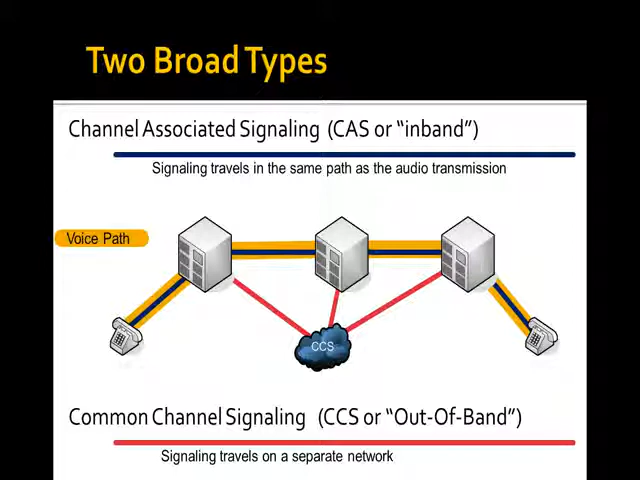 Two Broad Types
Channel Associated Signaling (CAS or “inband”)
Signaling travels in the same path as the audio transmission
Voice Path
CCS
Common Channel Signaling (CCS or “Out-Of-Band”)
Signaling travels on a separate network